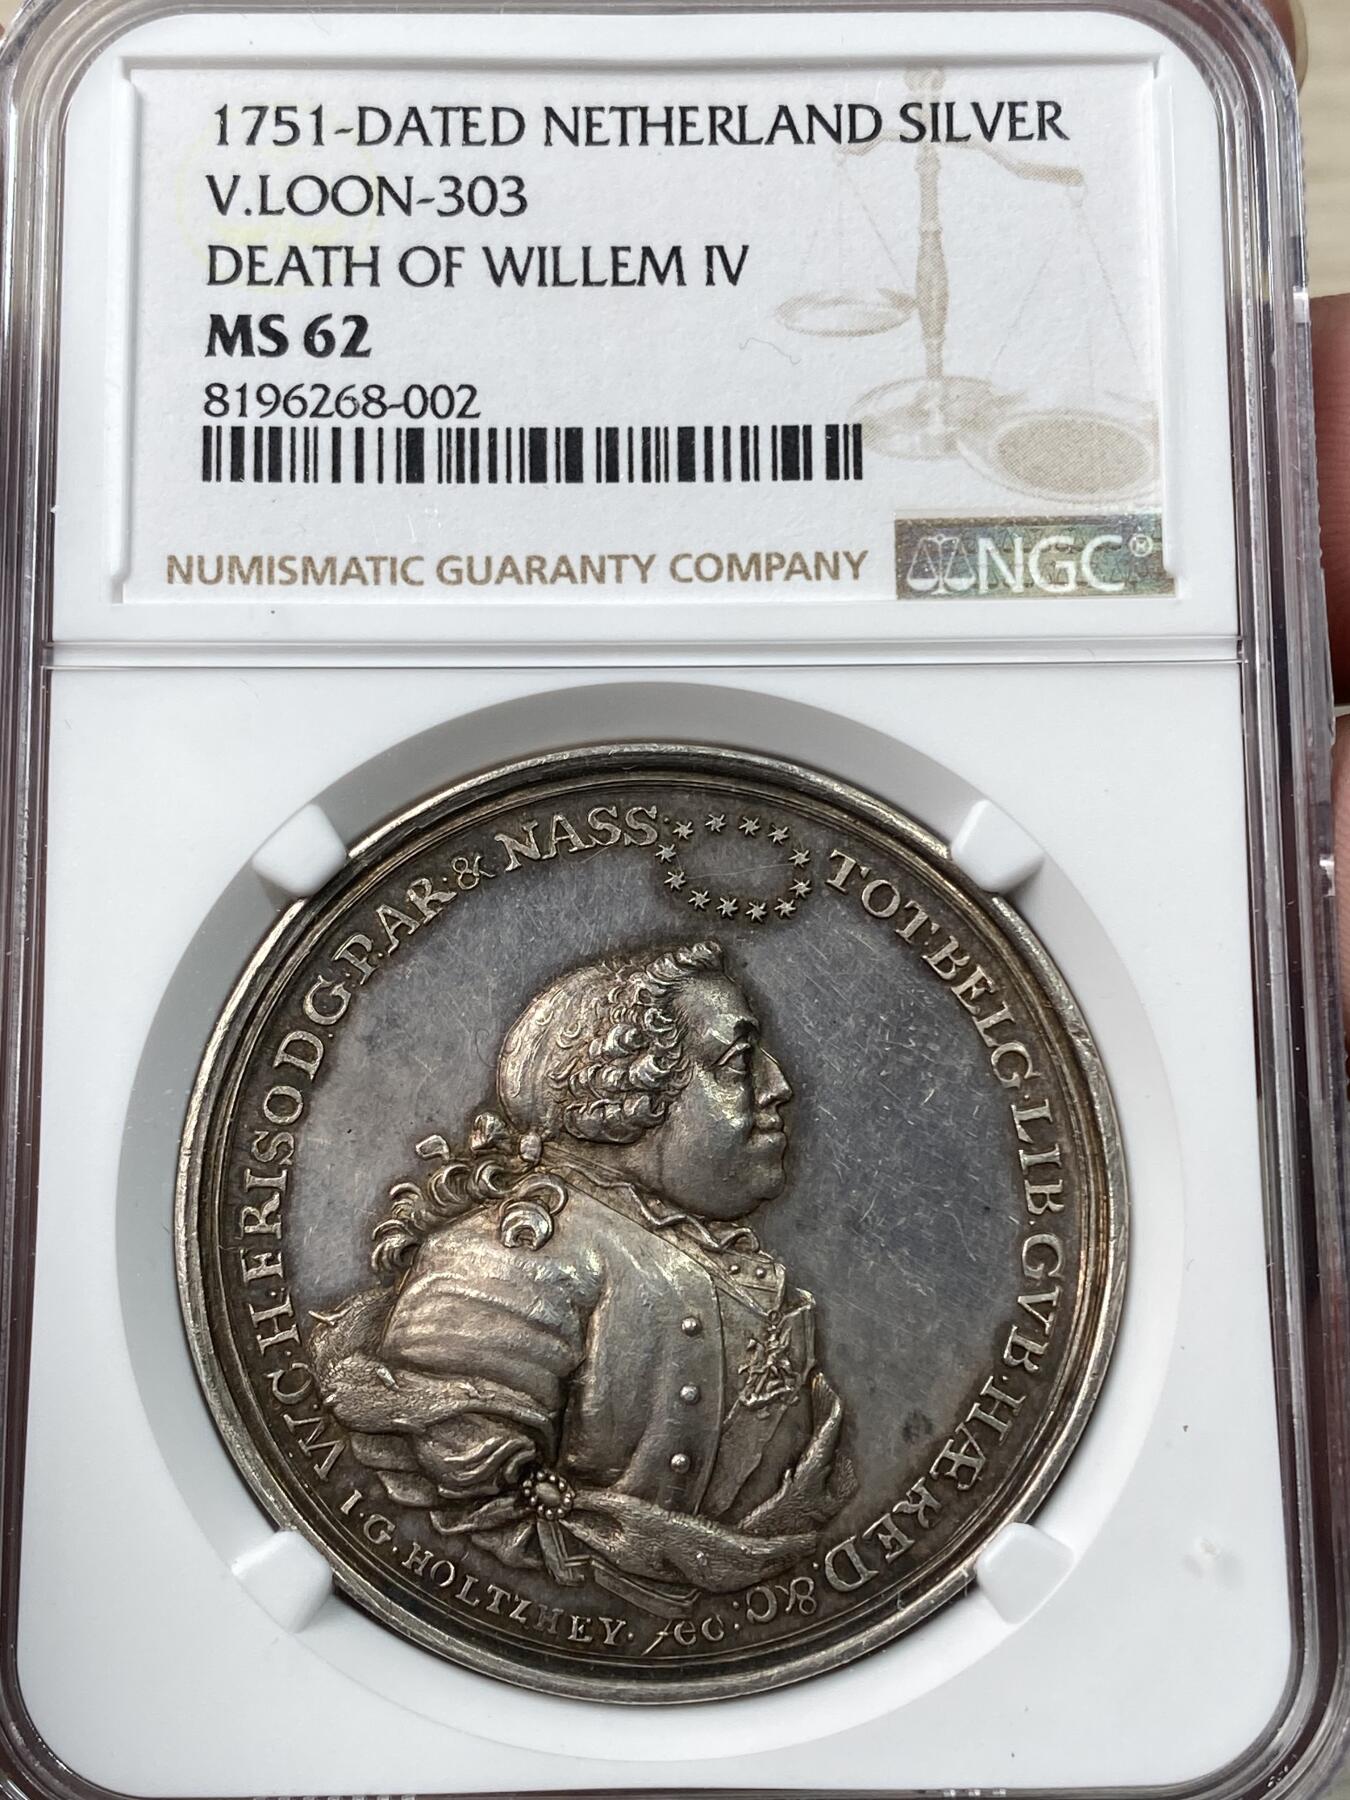 1751-DATED NETHERLAND SILVER
V.LOON-303
DEATH OF WILLEM IV
MS 62
8196268-002
NUMISMATIC GUARANTY COMPANY
NGC®
W.C.H.FRISO D.G.P.AR:& NASS· TOT.BELG.LIB.GVB.HÆRED:&C:
I.G.HOLTZHEY.fec